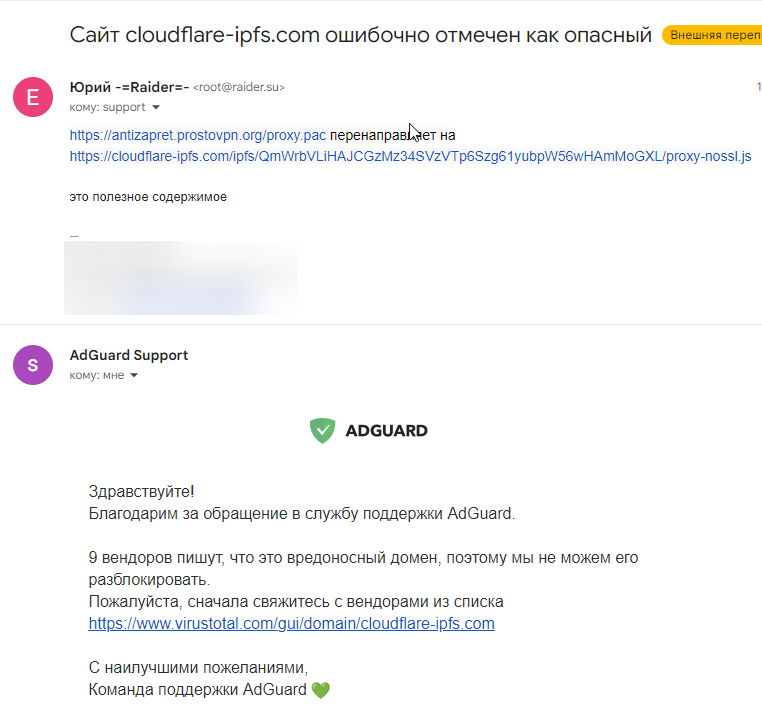 Сайт cloudflare-ipfs.com ошибочно отмечен как опасный Внешняя переп
E Юрий -=Raider=- <root@raider.su> 1
кому: support
https://antizapret.prostovpn.org/proxy.pac перенаправляет на
https://cloudflare-ipfs.com/ipfs/QmWrbVLiHAJCGzMz34SVzVTp6Szg61yubpW56wHAmMoGXL/proxy-nossl.js
это полезное содержимое
--
S AdGuard Support
кому: мне
ADGUARD
Здравствуйте!
Благодарим за обращение в службу поддержки AdGuard.
9 вендоров пишут, что это вредоносный домен, поэтому мы не можем его
разблокировать.
Пожалуйста, сначала свяжитесь с вендорами из списка
https://www.virustotal.com/gui/domain/cloudflare-ipfs.com
С наилучшими пожеланиями,
Команда поддержки AdGuard 💚